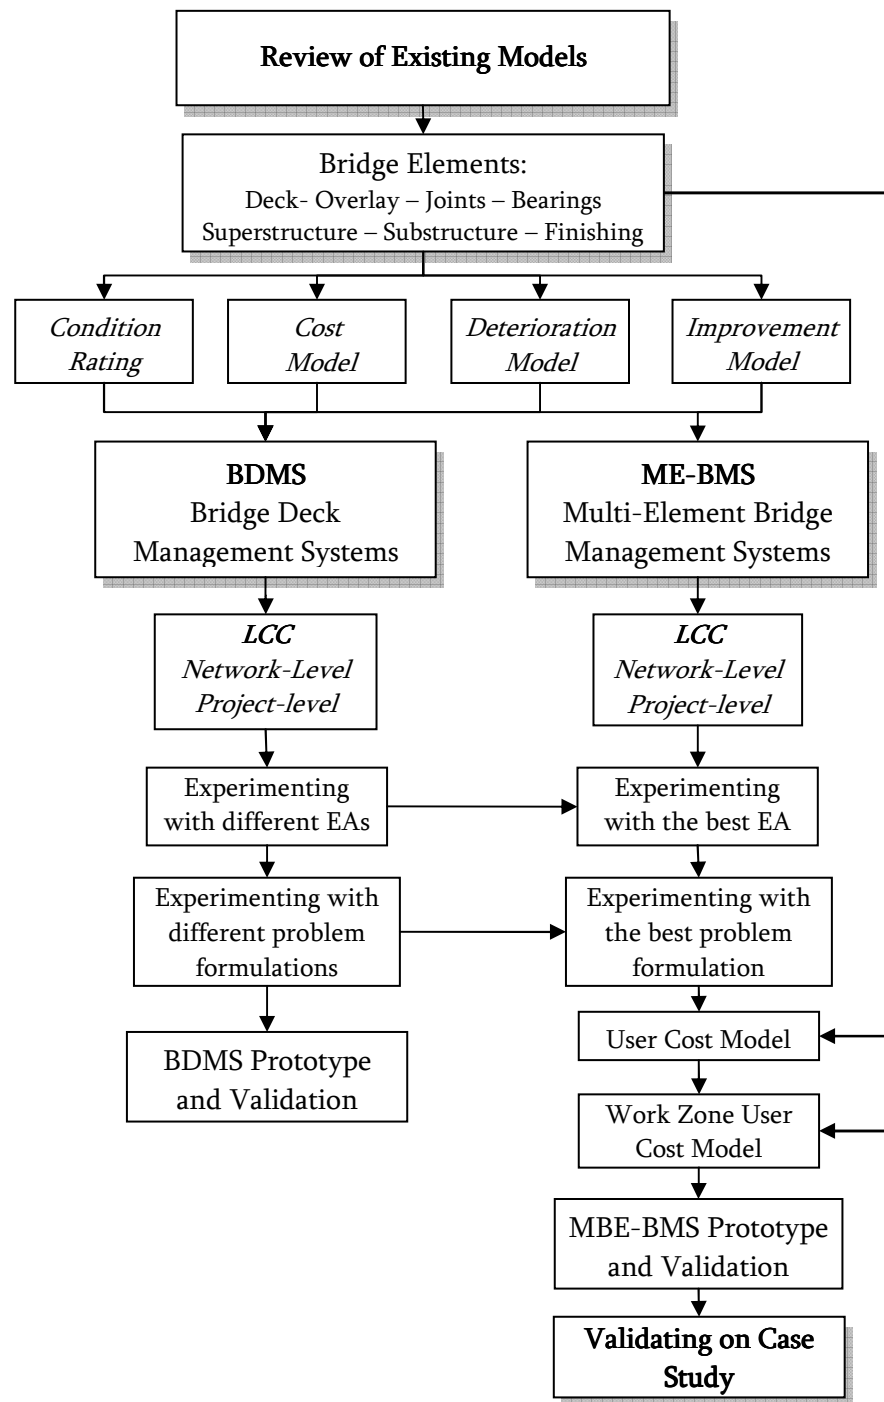 Review of Existing Models
Bridge Elements:
Deck- Overlay – Joints – Bearings
Superstructure – Substructure – Finishing
Condition
Rating
Cost
Model
Deterioration
Model
Improvement
Model
BDMS
Bridge Deck
Management Systems
ME-BMS
Multi-Element Bridge
Management Systems
LCC
Network-Level
Project-level
LCC
Network-Level
Project-level
Experimenting
with different EAs
Experimenting
with the best EA
Experimenting with
different problem
formulations
Experimenting with
the best problem
formulation
User Cost Model
BDMS Prototype
and Validation
Work Zone User
Cost Model
MBE-BMS Prototype
and Validation
Validating on Case
Study